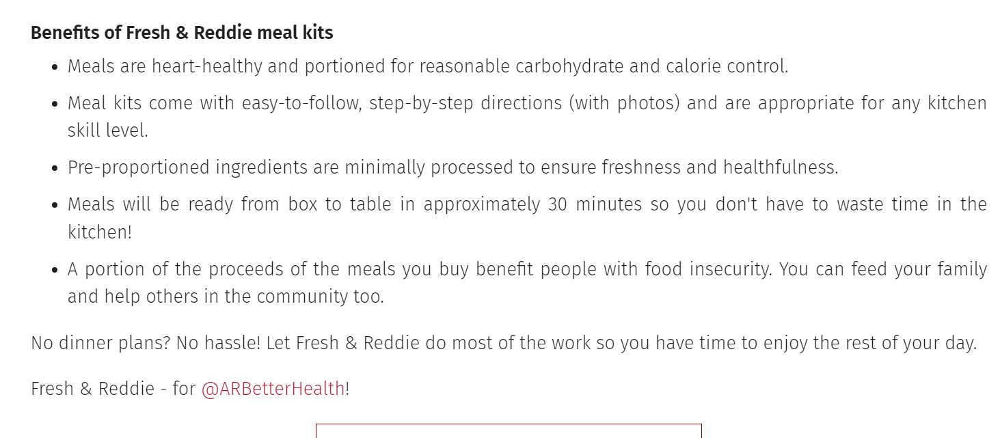 Benefits of Fresh & Reddie meal kits
• Meals are heart-healthy and portioned for reasonable carbohydrate and calorie control.
• Meal kits come with easy-to-follow, step-by-step directions (with photos) and are appropriate for any kitchen
skill level.
• Pre-proportioned ingredients are minimally processed to ensure freshness and healthfulness.
• Meals will be ready from box to table in approximately 30 minutes so you don't have to waste time in the
kitchen!
• A portion of the proceeds of the meals you buy benefit people with food insecurity. You can feed your family
and help others in the community too.
No dinner plans? No hassle! Let Fresh & Reddie do most of the work so you have time to enjoy the rest of your day.
Fresh & Reddie - for @ARBetterHealth!